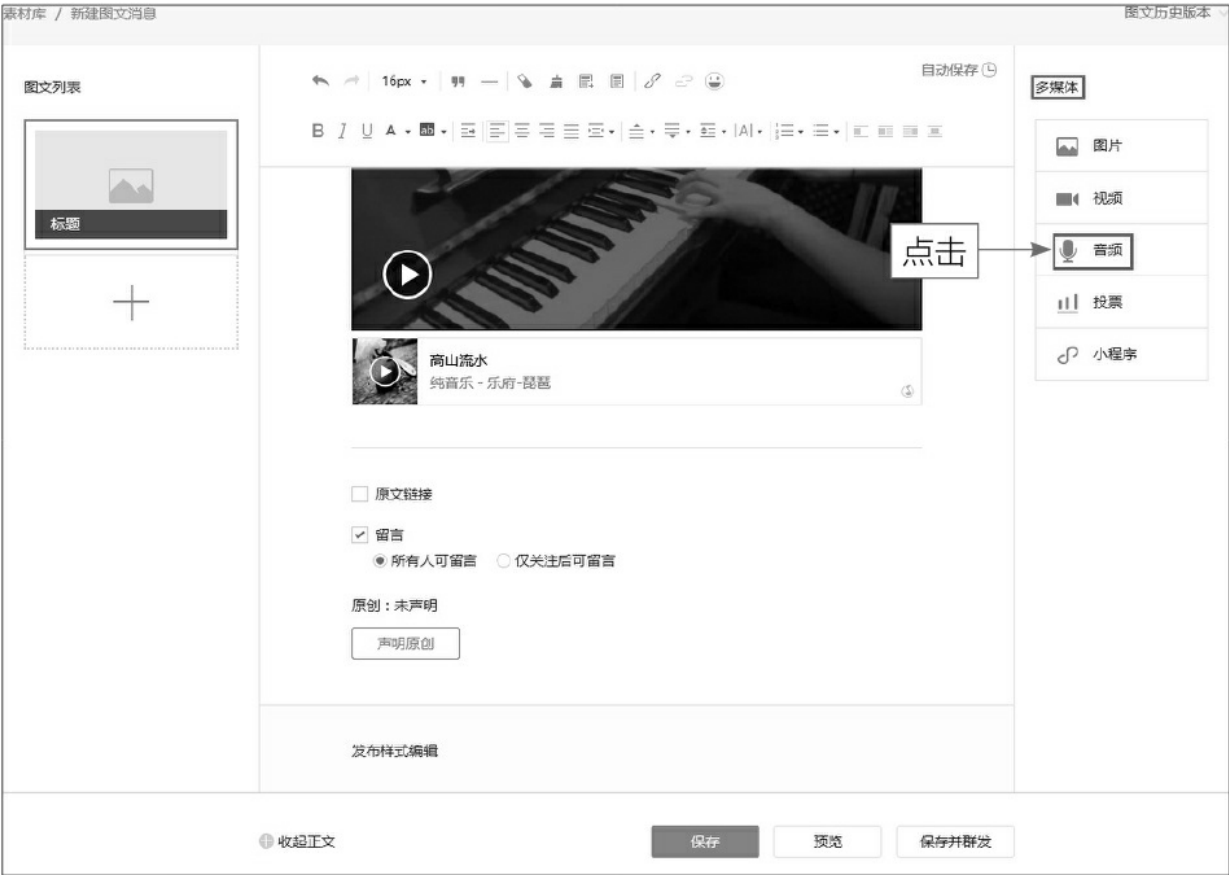 素材库 / 新建图文消息
图文历史版本
图文列表
标题
16px
自动保存
B I U A ab |A|
高山流水
纯音乐 - 乐府-琵琶
原文链接
留言
所有人可留言 仅关注后可留言
原创：未声明
声明原创
发布样式编辑
多媒体
图片
视频
点击
音频
投票
小程序
收起正文
保存
预览
保存并群发